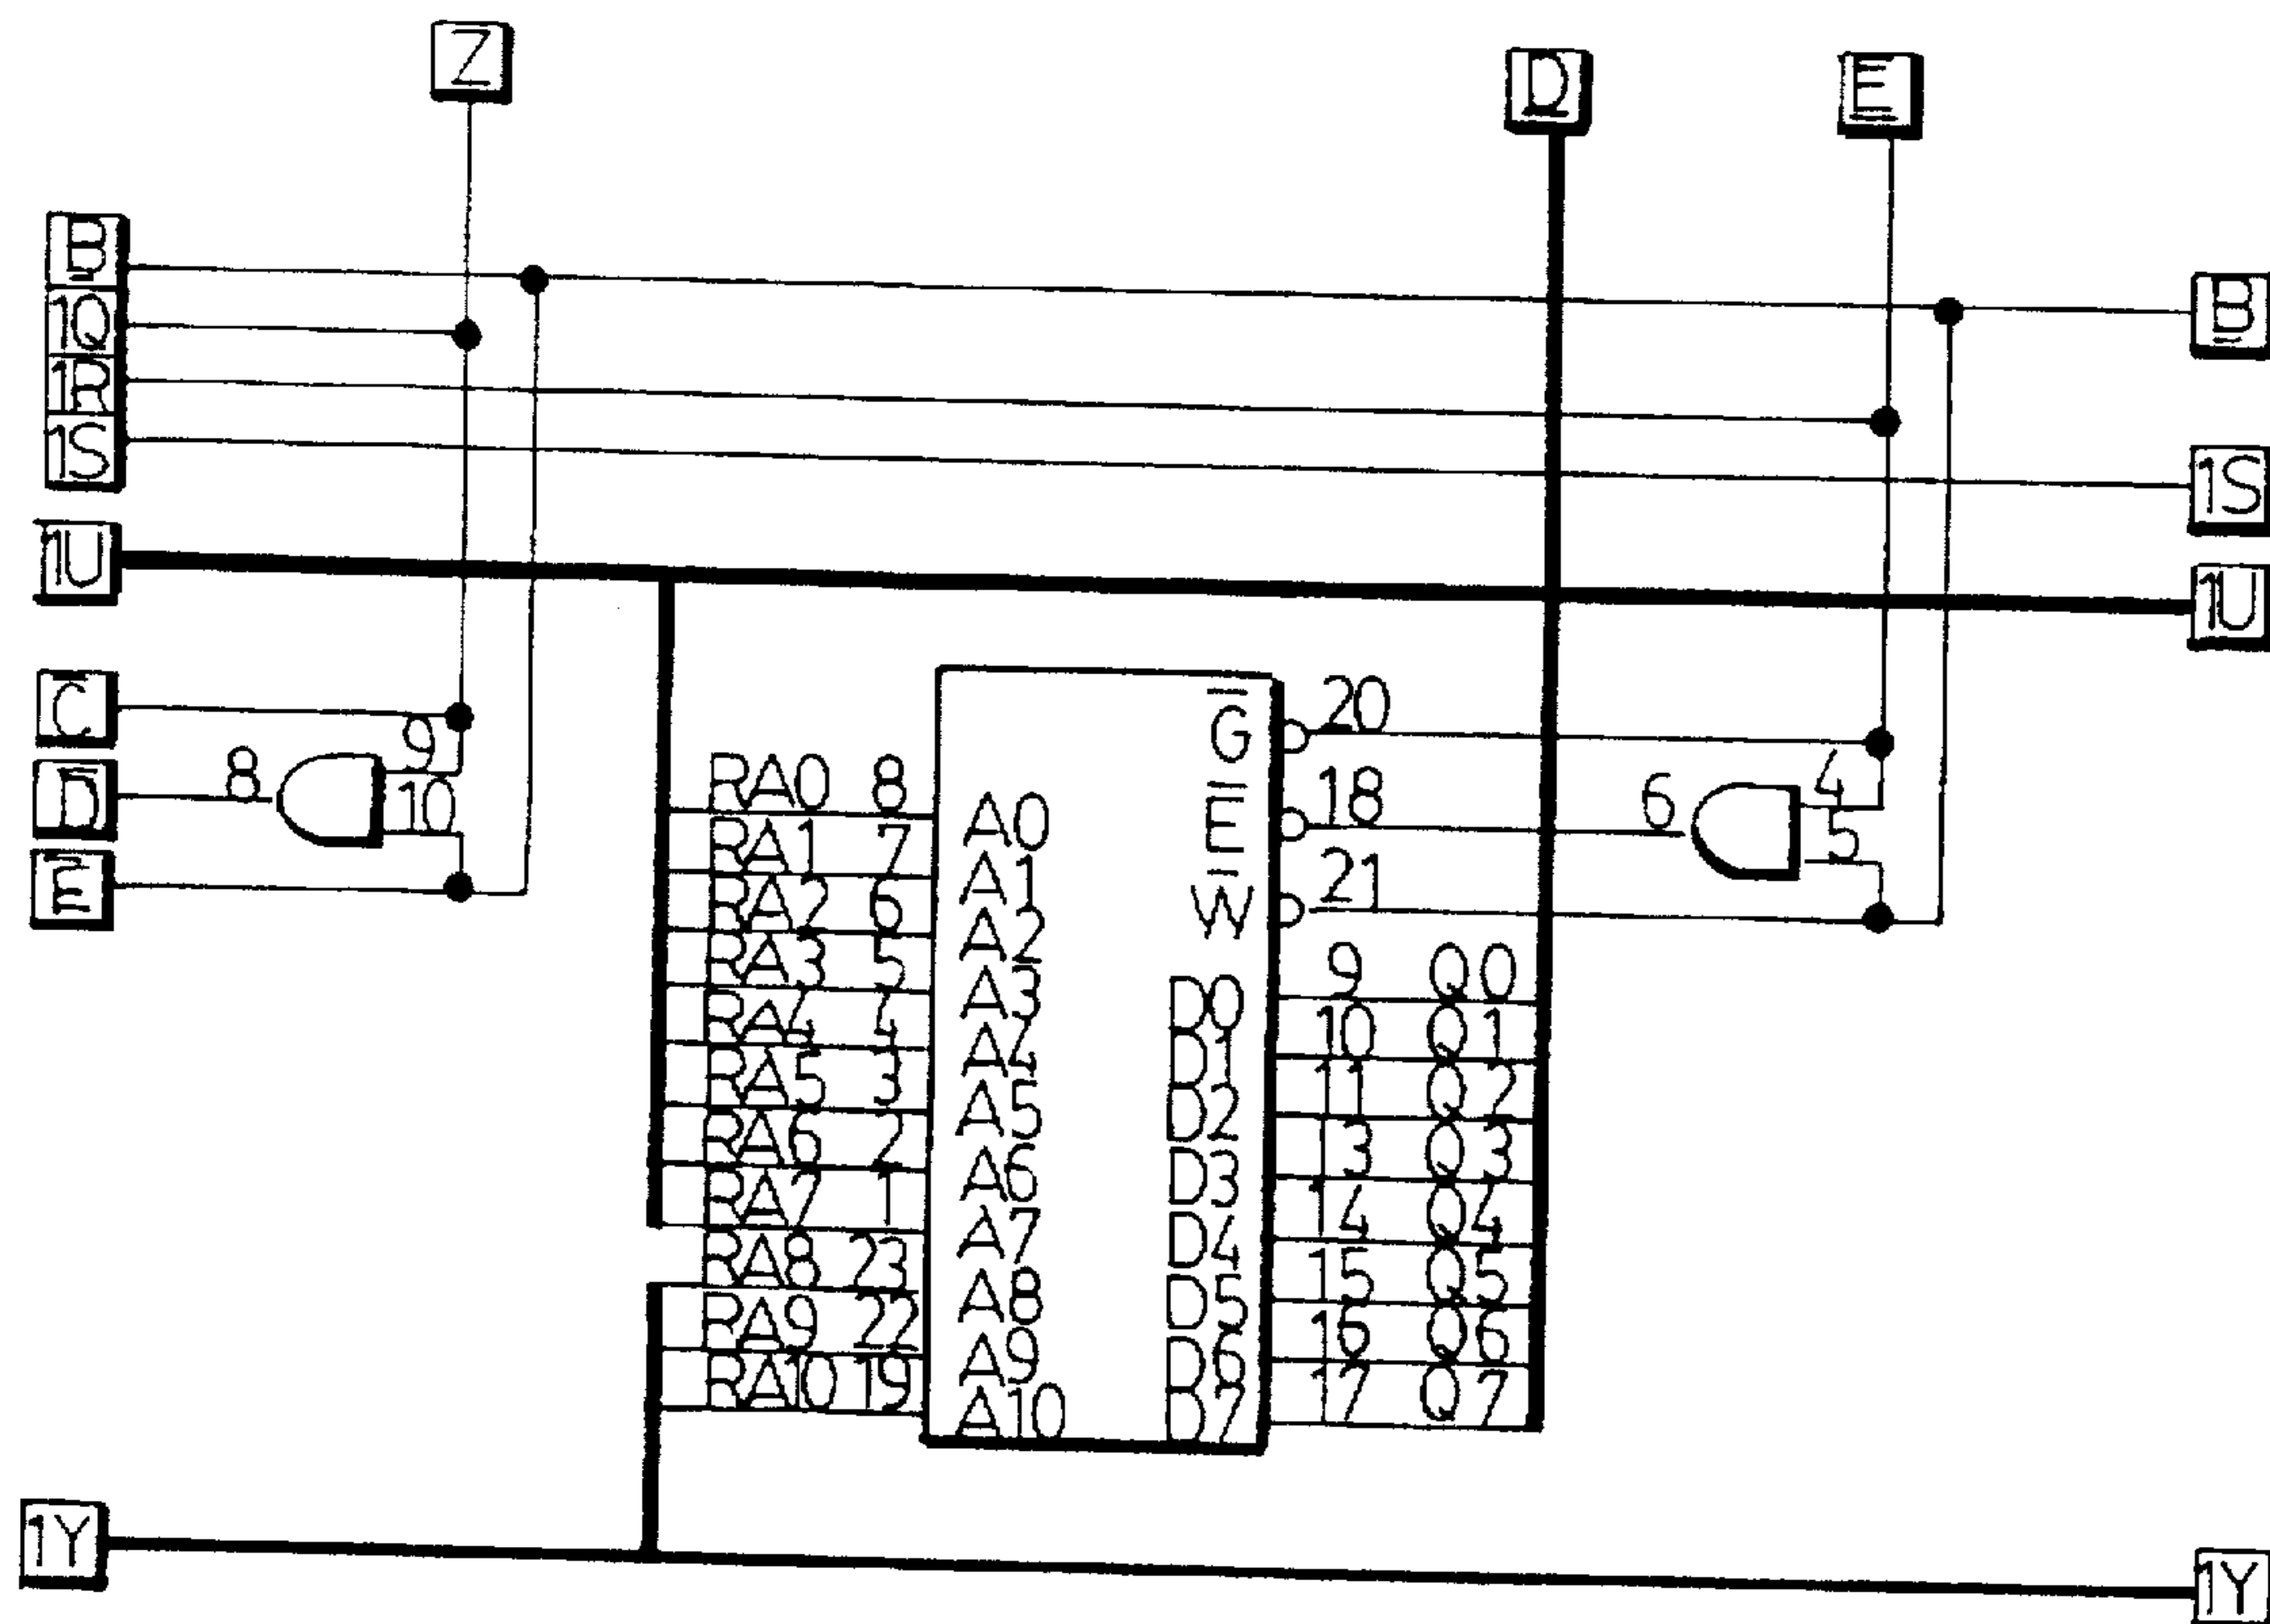 Z
D
E
B
B
1Q
1R
1S
1S
1U
1U
C̅
9
8
10
D̅
E̅
G̅ 20
E̅ 18
6
4
5
W̅ 21
RA0 8 A0
RA1 7 A1
RA2 6 A2
RA3 5 A3
RA4 4 A4
RA5 3 A5
RA6 2 A6
RA7 1 A7
RA8 23 A8
RA9 22 A9
RA10 19 A10
D0 9 Q0
D1 10 Q1
D2 11 Q2
D3 13 Q3
D4 14 Q4
D5 15 Q5
D6 16 Q6
D7 17 Q7
1Y
1Y